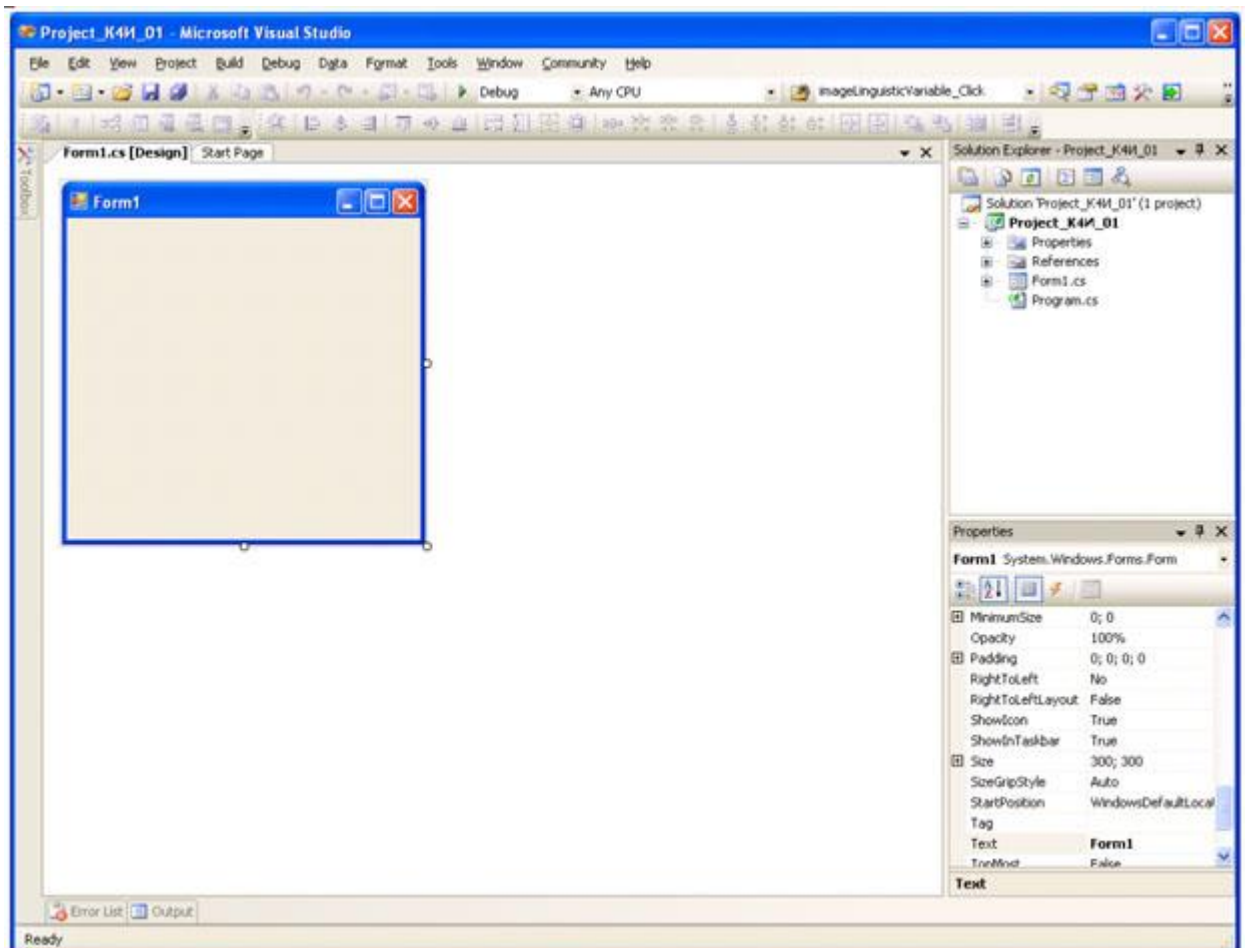 Project_К4И_01 - Microsoft Visual Studio
File Edit View Project Build Debug Data Format Tools Window Community Help
Debug Any CPU imageLinguisticVariable_Click
Toolbox
Form1.cs [Design] Start Page
Form1
Solution Explorer - Project_К4И_01
Solution 'Project_К4И_01' (1 project)
Project_К4И_01
Properties
References
Form1.cs
Program.cs
Properties
Form1 System.Windows.Forms.Form
MinimumSize 0; 0
Opacity 100%
Padding 0; 0; 0; 0
RightToLeft No
RightToLeftLayout False
ShowIcon True
ShowInTaskbar True
Size 300; 300
SizeGripStyle Auto
StartPosition WindowsDefaultLocat
Tag
Text Form1
TopMost False
Text
Error List Output
Ready